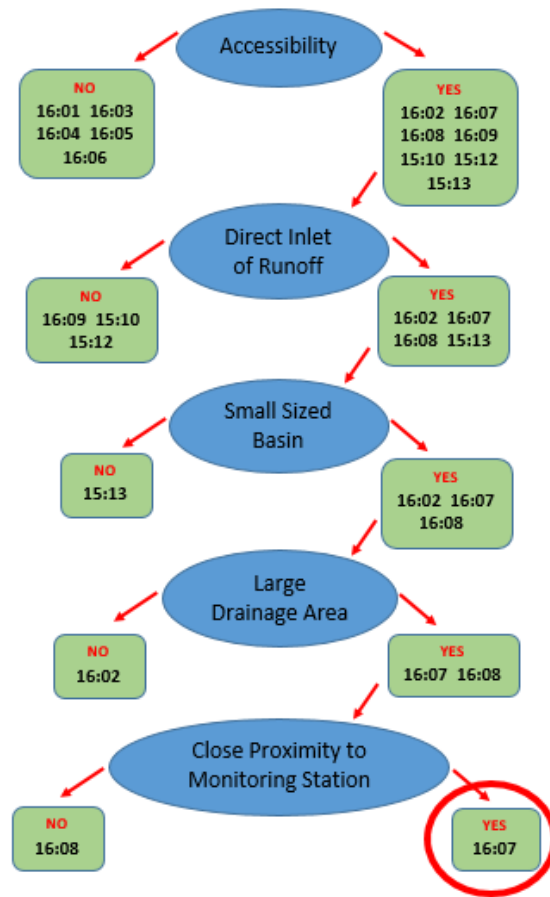 Accessibility
NO
16:01 16:03
16:04 16:05
16:06
YES
16:02 16:07
16:08 16:09
15:10 15:12
15:13
Direct Inlet
of Runoff
NO
16:09 15:10
15:12
YES
16:02 16:07
16:08 15:13
Small Sized
Basin
NO
15:13
YES
16:02 16:07
16:08
Large
Drainage Area
NO
16:02
YES
16:07 16:08
Close Proximity to
Monitoring Station
NO
16:08
YES
16:07